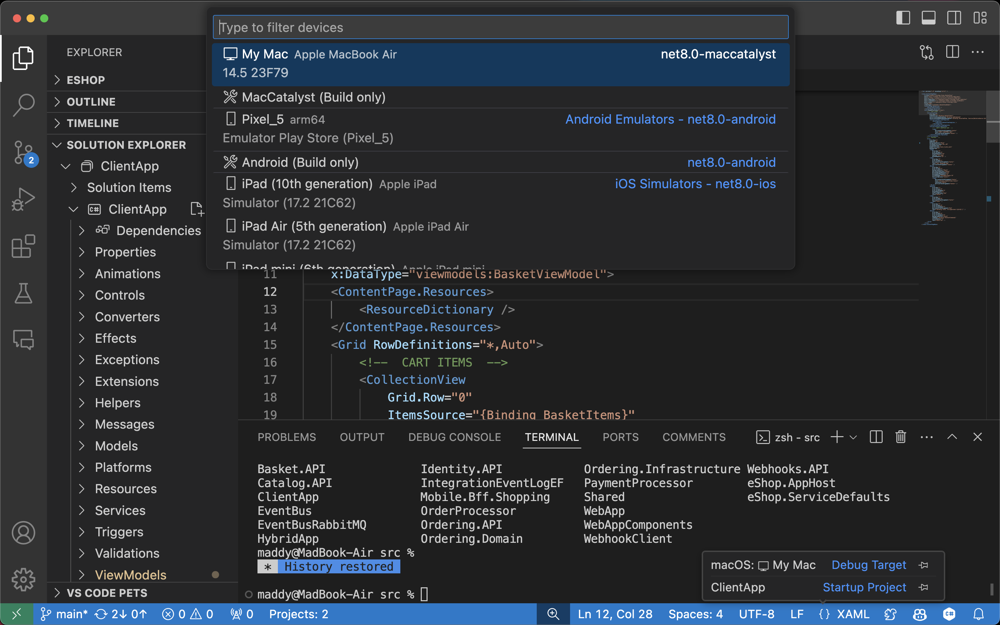 Type to filter devices
My Mac Apple MacBook Air net8.0-maccatalyst
14.5 23F79
MacCatalyst (Build only)
Pixel_5 arm64 Android Emulators - net8.0-android
Emulator Play Store (Pixel_5)
Android (Build only) net8.0-android
iPad (10th generation) Apple iPad iOS Simulators - net8.0-ios
Simulator (17.2 21C62)
iPad Air (5th generation) Apple iPad Air
Simulator (17.2 21C62)
iPad mini (6th generation) Apple iPad mini
EXPLORER
ESHOP
OUTLINE
TIMELINE
SOLUTION EXPLORER
ClientApp
Solution Items
C# ClientApp
Dependencies
Properties
Animations
Controls
Converters
Effects
Exceptions
Extensions
Helpers
Messages
Models
Platforms
Resources
Services
Triggers
Validations
ViewModels
VS CODE PETS
2
11 x:DataType="viewmodels:BasketViewModel">
12 <ContentPage.Resources>
13 <ResourceDictionary />
14 </ContentPage.Resources>
15 <Grid RowDefinitions="*,Auto">
16 <!-- CART ITEMS -->
17 <CollectionView
18 Grid.Row="0"
19 ItemsSource="{Binding BasketItems}"
PROBLEMS OUTPUT DEBUG CONSOLE TERMINAL PORTS COMMENTS zsh - src
Basket.API Identity.API Ordering.Infrastructure Webhooks.API
Catalog.API IntegrationEventLogEF PaymentProcessor eShop.AppHost
ClientApp Mobile.Bff.Shopping Shared eShop.ServiceDefaults
EventBus OrderProcessor WebApp
EventBusRabbitMQ Ordering.API WebAppComponents
HybridApp Ordering.Domain WebhookClient
maddy@MadBook-Air src %
* History restored
maddy@MadBook-Air src %
macOS: My Mac Debug Target
ClientApp Startup Project
main* 2↓ 0↑ 0 0 0 Projects: 2 Ln 12, Col 28 Spaces: 4 UTF-8 LF {} XAML C#